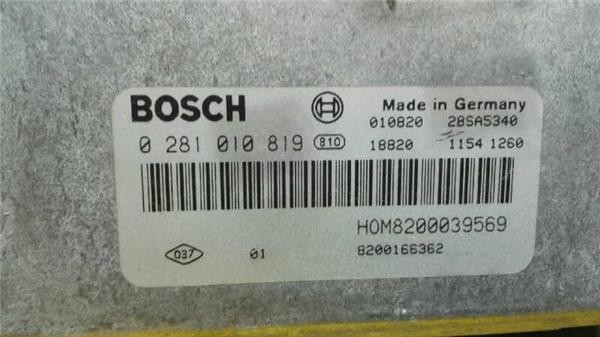 BOSCH Made in Germany
010820 28SA5340
0 281 010 819 810 18820 1154 1260
HOM8200039569
037 01 8200166362